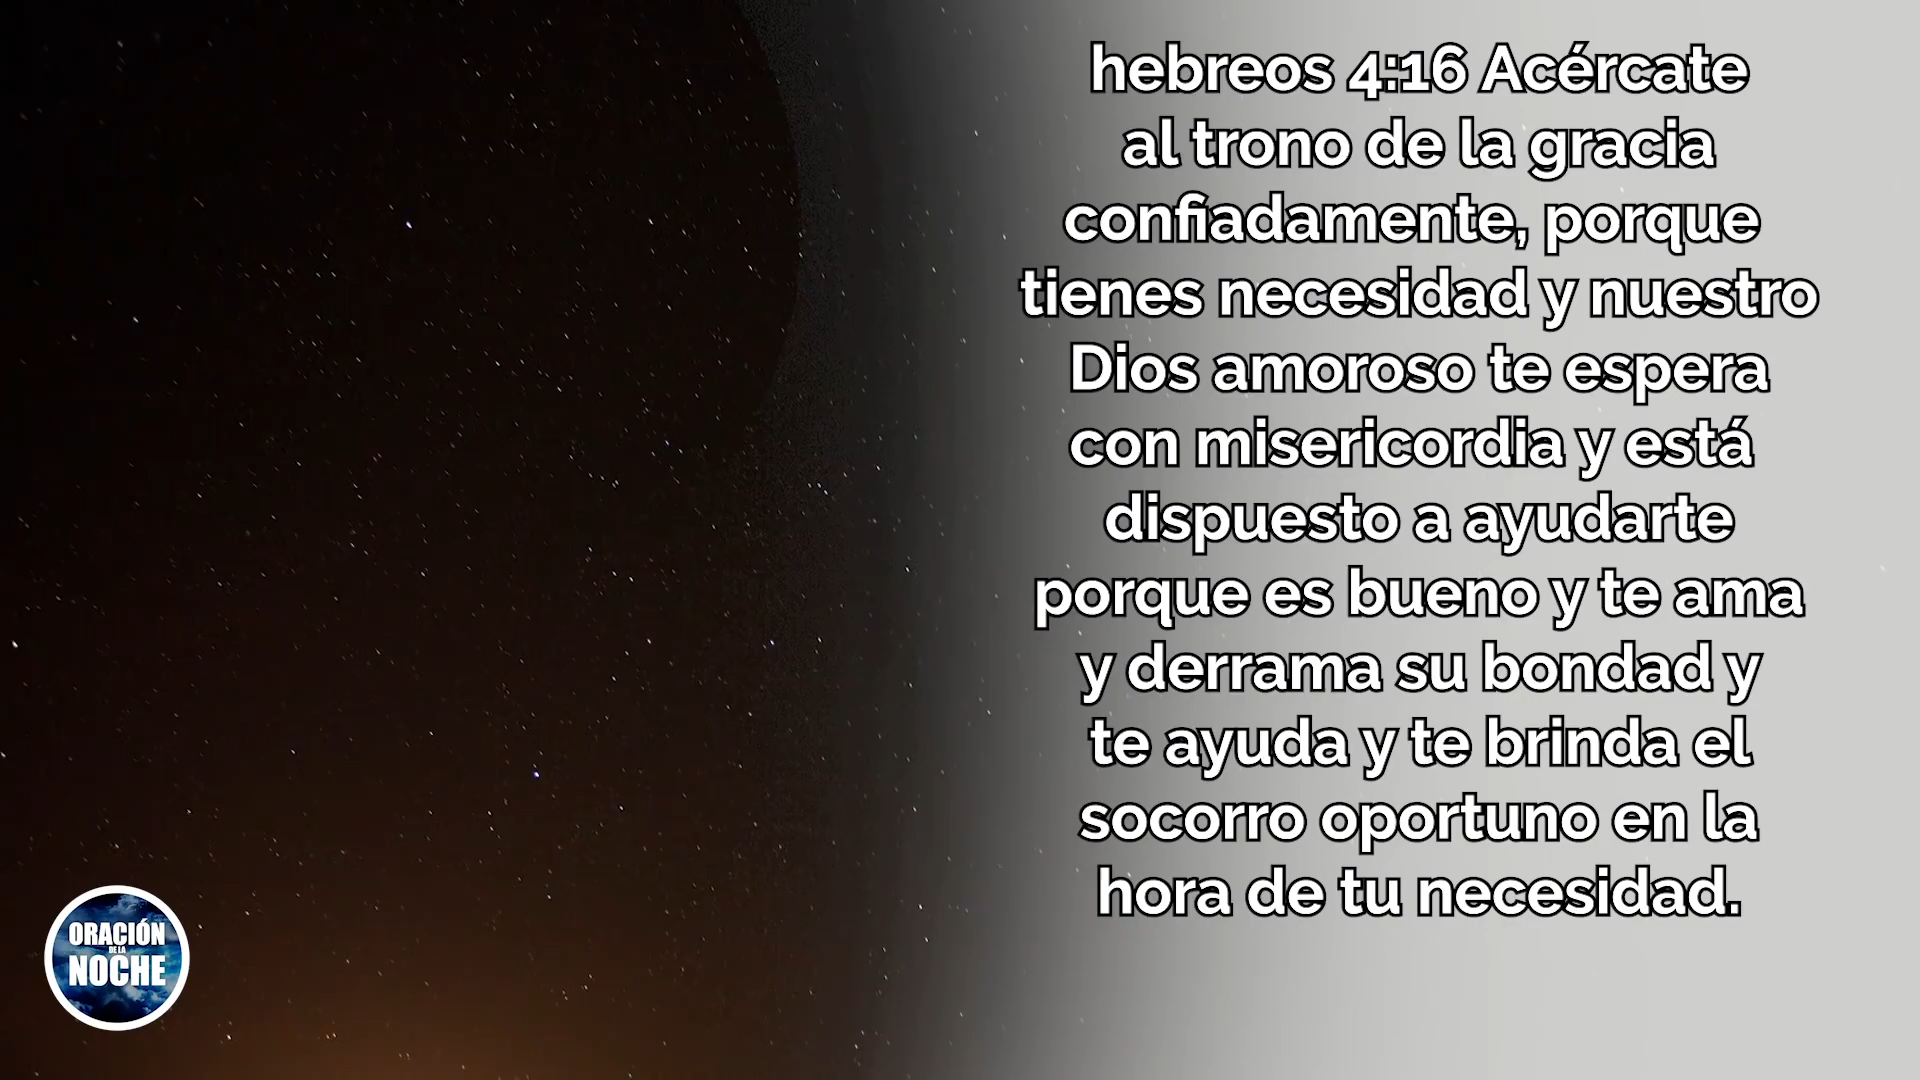 hebreos 4:16 Acércate
al trono de la gracia
confiadamente, porque
tienes necesidad y nuestro
Dios amoroso te espera
con misericordia y está
dispuesto a ayudarte
porque es bueno y te ama
y derrama su bondad y
te ayuda y te brinda el
socorro oportuno en la
hora de tu necesidad.
ORACIÓN
DE LA
NOCHE